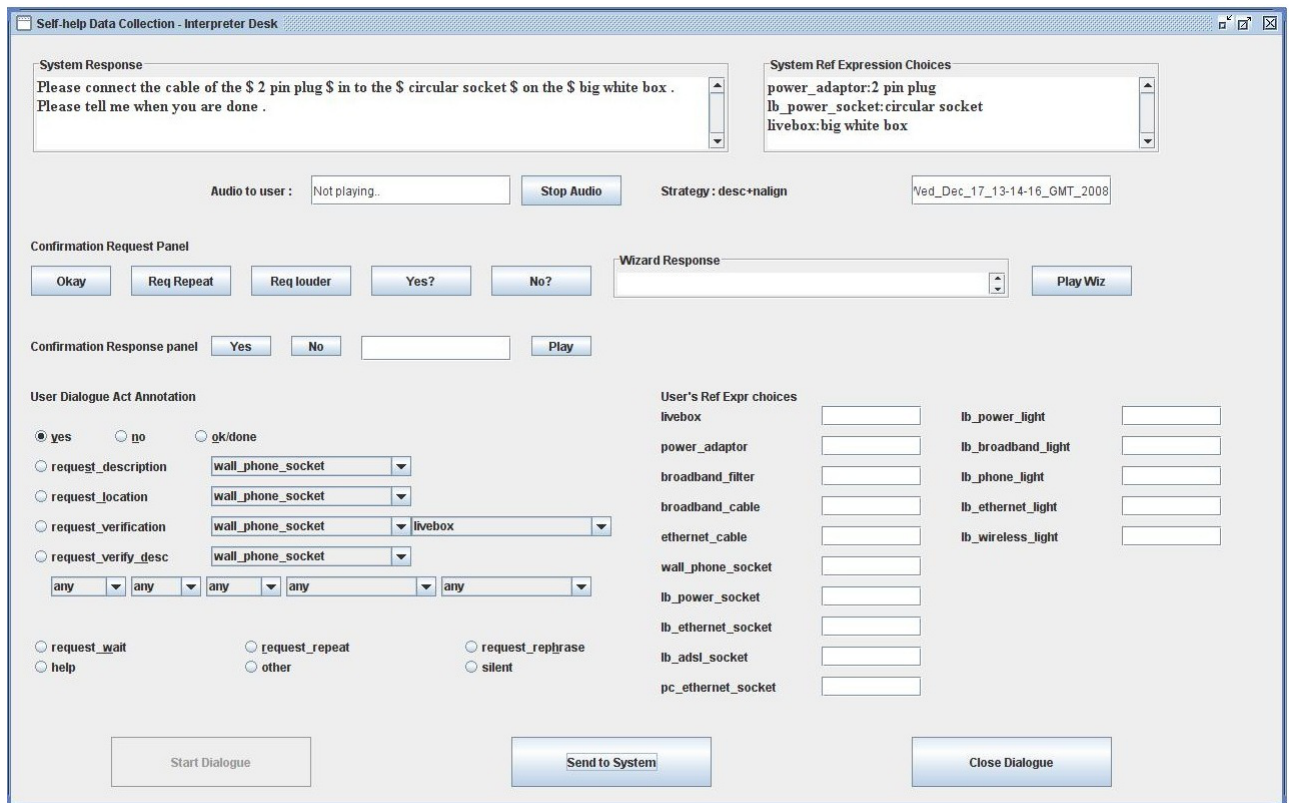 Self-help Data Collection - Interpreter Desk
System Response
Please connect the cable of the $ 2 pin plug $ in to the $ circular socket $ on the $ big white box .
Please tell me when you are done .
System Ref Expression Choices
power_adaptor:2 pin plug
lb_power_socket:circular socket
livebox:big white box
Audio to user : Not playing.. Stop Audio Strategy : desc+nalign Wed_Dec_17_13-14-16_GMT_2008
Confirmation Request Panel
Okay Req Repeat Req louder Yes? No? Wizard Response Play Wiz
Confirmation Response panel Yes No Play
User Dialogue Act Annotation
yes no ok/done
request_description wall_phone_socket
request_location wall_phone_socket
request_verification wall_phone_socket livebox
request_verify_desc wall_phone_socket
any any any any any
request_wait request_repeat request_rephrase
help other silent
User's Ref Expr choices
livebox lb_power_light
power_adaptor lb_broadband_light
broadband_filter lb_phone_light
broadband_cable lb_ethernet_light
ethernet_cable lb_wireless_light
wall_phone_socket
lb_power_socket
lb_ethernet_socket
lb_adsl_socket
pc_ethernet_socket
Start Dialogue Send to System Close Dialogue